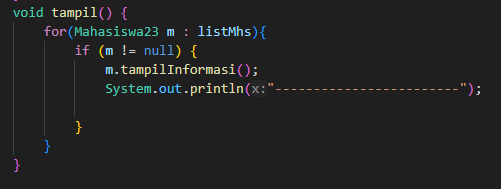 void tampil() {
for(Mahasiswa23 m : listMhs){
if (m != null) {
m.tampilInformasi();
System.out.println(x:"------------------------");
}
}
}